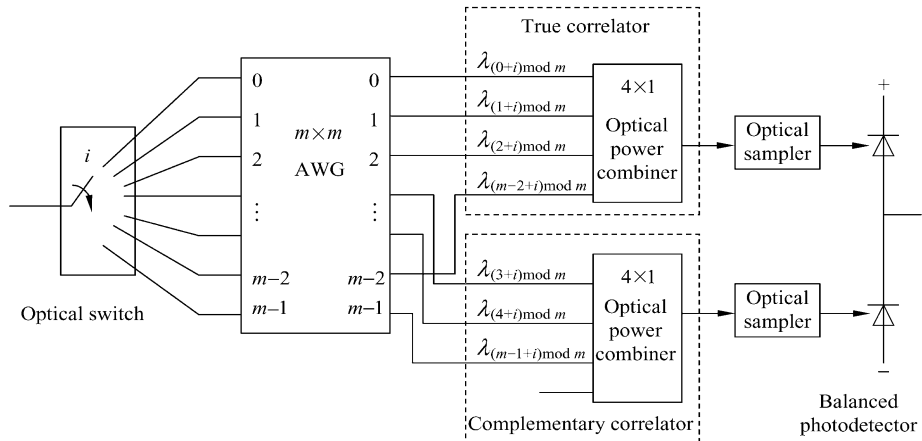 True correlator
0
1
2
⋮
m−2
m−1
m×m
AWG
0
1
2
⋮
m−2
m−1
i
Optical switch
λ(0+i)mod m
λ(1+i)mod m
λ(2+i)mod m
λ(m−2+i)mod m
4×1
Optical
power
combiner
Optical
sampler
+
λ(3+i)mod m
λ(4+i)mod m
λ(m−1+i)mod m
4×1
Optical
power
combiner
Optical
sampler
−
Complementary correlator
Balanced
photodetector